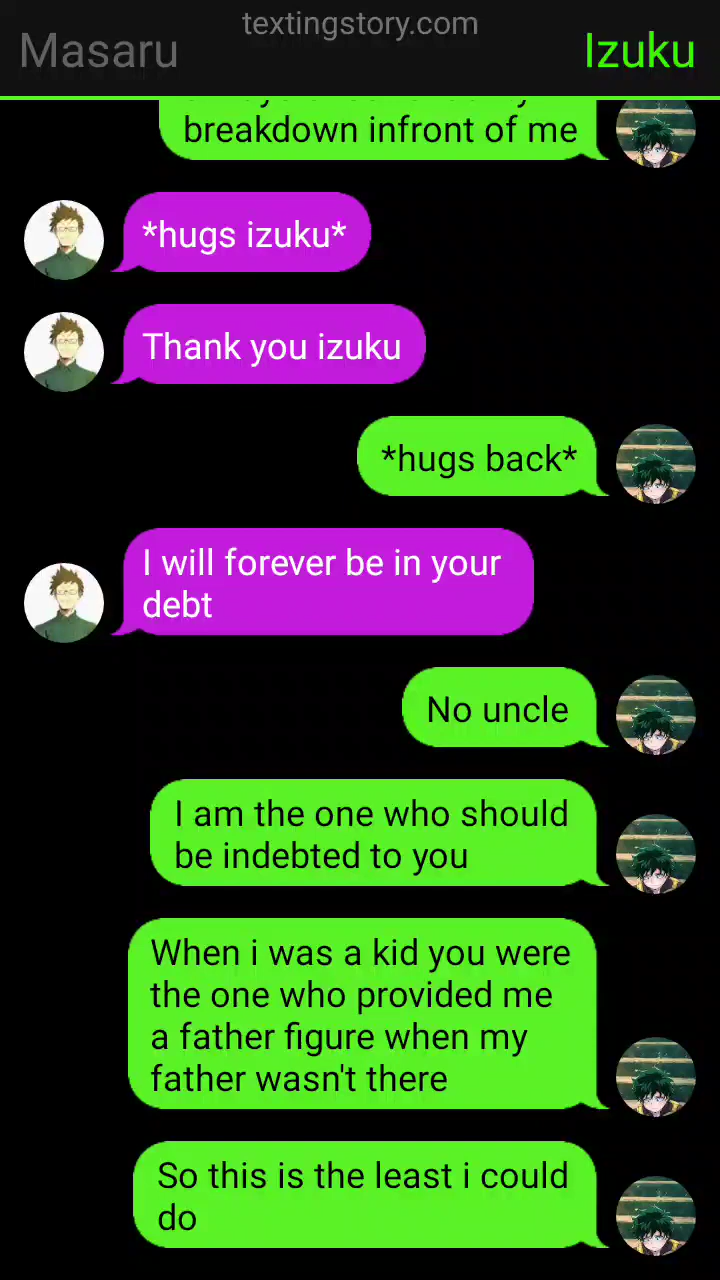 textingstory.com
Masaru
Izuku
breakdown infront of me
*hugs izuku*
Thank you izuku
*hugs back*
I will forever be in your
debt
No uncle
I am the one who should
be indebted to you
When i was a kid you were
the one who provided me
a father figure when my
father wasn't there
So this is the least i could
do